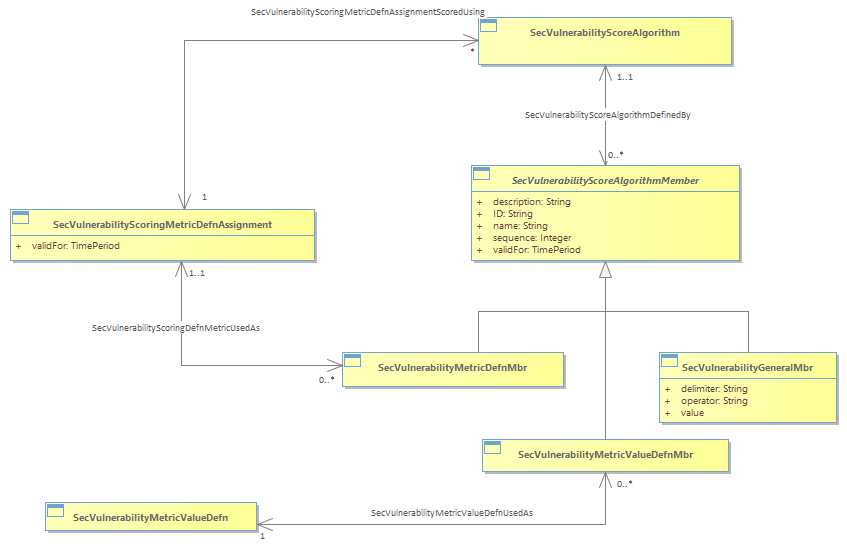 SecVulnerabilityScoringMetricDefnAssignmentScoredUsing
SecVulnerabilityScoreAlgorithm
*
1..1
SecVulnerabilityScoreAlgorithmDefinedBy
0..*
SecVulnerabilityScoreAlgorithmMember
+ description: String
+ ID: String
+ name: String
+ sequence: Integer
+ validFor: TimePeriod
1
SecVulnerabilityScoringMetricDefnAssignment
+ validFor: TimePeriod
1..1
SecVulnerabilityScoringDefnMetricUsedAs
0..*
SecVulnerabilityMetricDefnMbr
SecVulnerabilityGeneralMbr
+ delimiter: String
+ operator: String
+ value
SecVulnerabilityMetricValueDefnMbr
0..*
SecVulnerabilityMetricValueDefnUsedAs
SecVulnerabilityMetricValueDefn
1